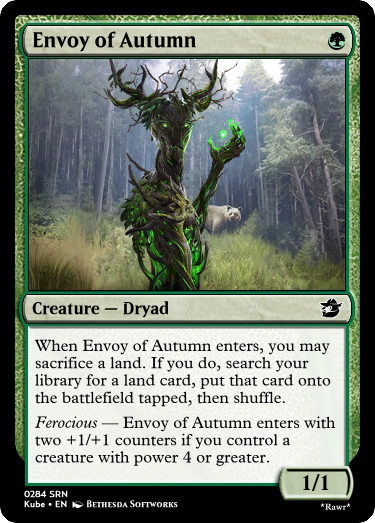 Envoy of Autumn
Creature — Dryad
When Envoy of Autumn enters, you may
sacrifice a land. If you do, search your
library for a land card, put that card onto
the battlefield tapped, then shuffle.
Ferocious — Envoy of Autumn enters with
two +1/+1 counters if you control a
creature with power 4 or greater.
1/1
0284 SRN
Kube • EN Bethesda Softworks
*Rawr*